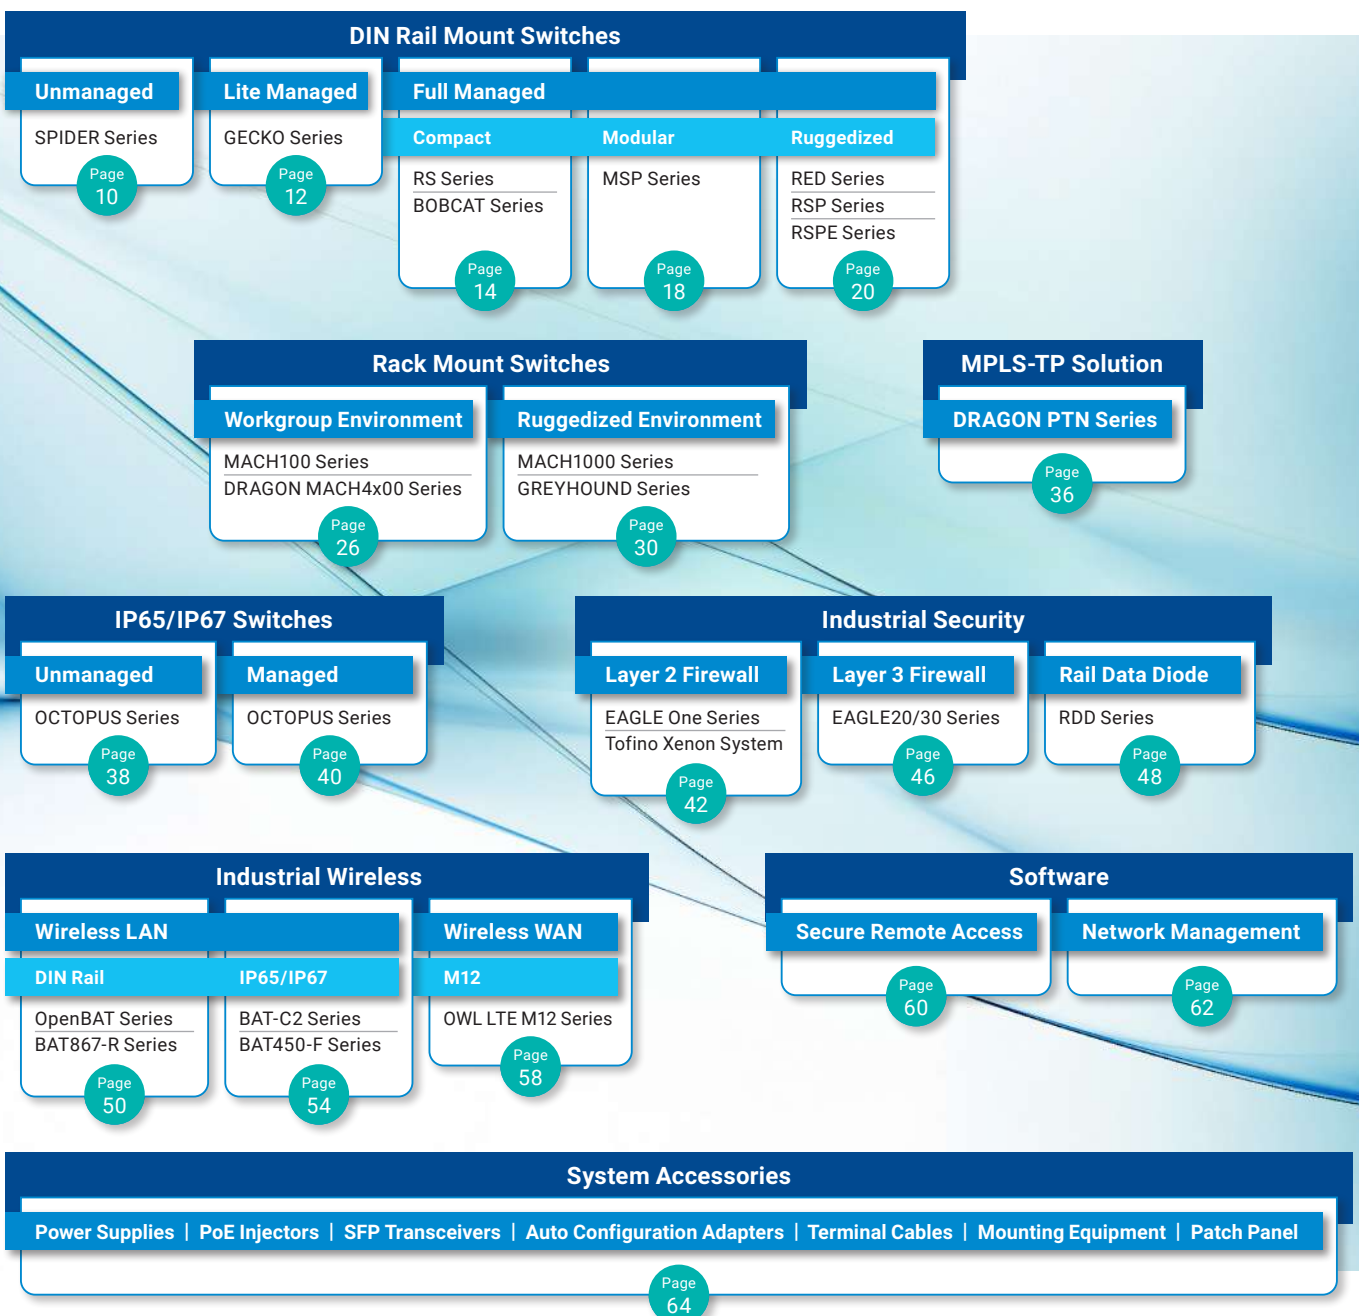 DIN Rail Mount Switches
Unmanaged
SPIDER Series
Page
10
Lite Managed
GECKO Series
Page
12
Full Managed
Compact
RS Series
BOBCAT Series
Page
14
Modular
MSP Series
Page
18
Ruggedized
RED Series
RSP Series
RSPE Series
Page
20
Rack Mount Switches
Workgroup Environment
MACH100 Series
DRAGON MACH4x00 Series
Page
26
Ruggedized Environment
MACH1000 Series
GREYHOUND Series
Page
30
MPLS-TP Solution
DRAGON PTN Series
Page
36
IP65/IP67 Switches
Unmanaged
OCTOPUS Series
Page
38
Managed
OCTOPUS Series
Page
40
Industrial Security
Layer 2 Firewall
EAGLE One Series
Tofino Xenon System
Page
42
Layer 3 Firewall
EAGLE20/30 Series
Page
46
Rail Data Diode
RDD Series
Page
48
Industrial Wireless
Wireless LAN
DIN Rail
OpenBAT Series
BAT867-R Series
Page
50
IP65/IP67
BAT-C2 Series
BAT450-F Series
Page
54
Wireless WAN
M12
OWL LTE M12 Series
Page
58
Software
Secure Remote Access
Page
60
Network Management
Page
62
System Accessories
Power Supplies | PoE Injectors | SFP Transceivers | Auto Configuration Adapters | Terminal Cables | Mounting Equipment | Patch Panel
Page
64